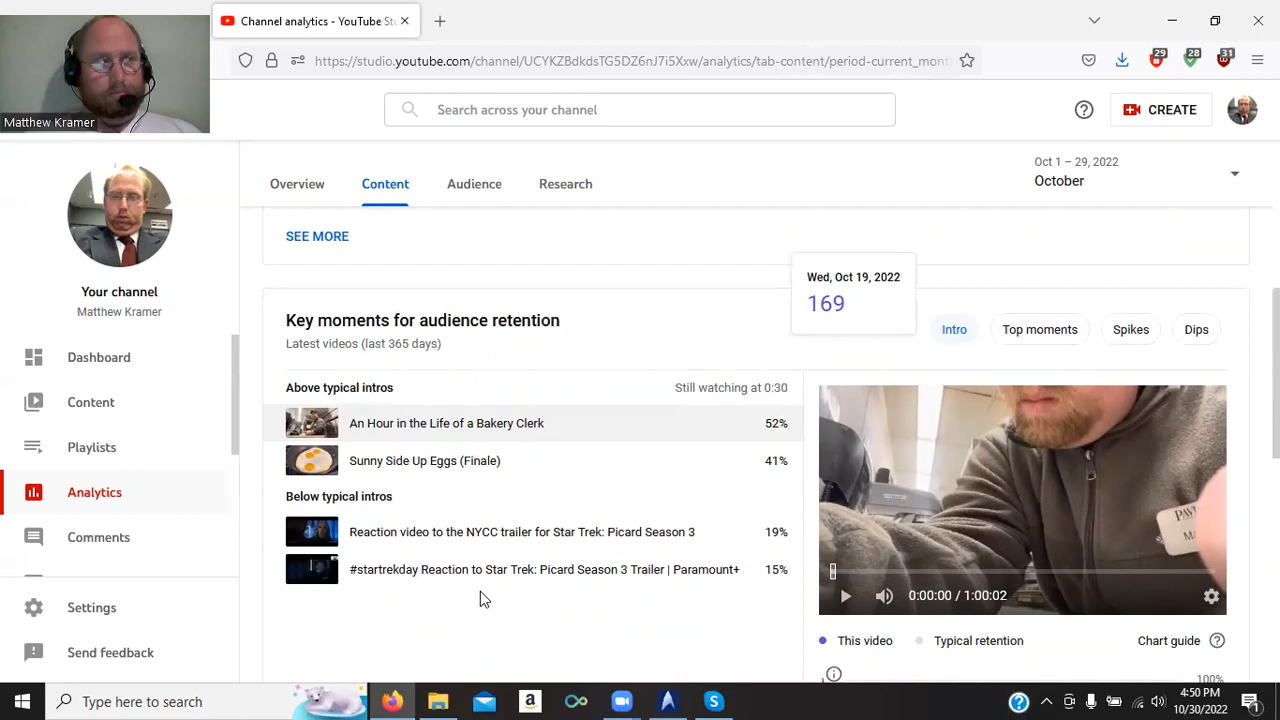 Channel analytics - YouTube Stu
https://studio.youtube.com/channel/UCYKZBdkdsTG5DZ6nJ7i5Xxw/analytics/tab-content/period-current_mont
29
28
31
Matthew Kramer
Search across your channel
CREATE
Your channel
Matthew Kramer
Dashboard
Content
Playlists
Analytics
Comments
Settings
Send feedback
Overview
Content
Audience
Research
Oct 1 – 29, 2022
October
SEE MORE
Wed, Oct 19, 2022
169
Key moments for audience retention
Latest videos (last 365 days)
Intro
Top moments
Spikes
Dips
Above typical intros
Still watching at 0:30
An Hour in the Life of a Bakery Clerk
52%
Sunny Side Up Eggs (Finale)
41%
Below typical intros
Reaction video to the NYCC trailer for Star Trek: Picard Season 3
19%
#startrekday Reaction to Star Trek: Picard Season 3 Trailer | Paramount+
15%
0:00:00 / 1:00:02
This video
Typical retention
Chart guide
100%
Type here to search
4:50 PM
10/30/2022
1